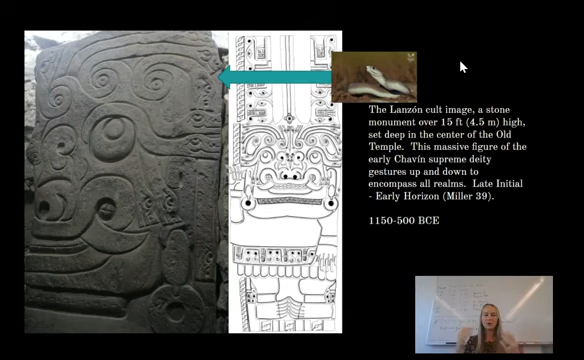 The Lanzón cult image, a stone
monument over 15 ft (4.5 m) high,
set deep in the center of the Old
Temple.  This massive figure of the
early Chavín supreme deity
gestures up and down to
encompass all realms.  Late Initial
- Early Horizon (Miller 39).
1150-500 BCE